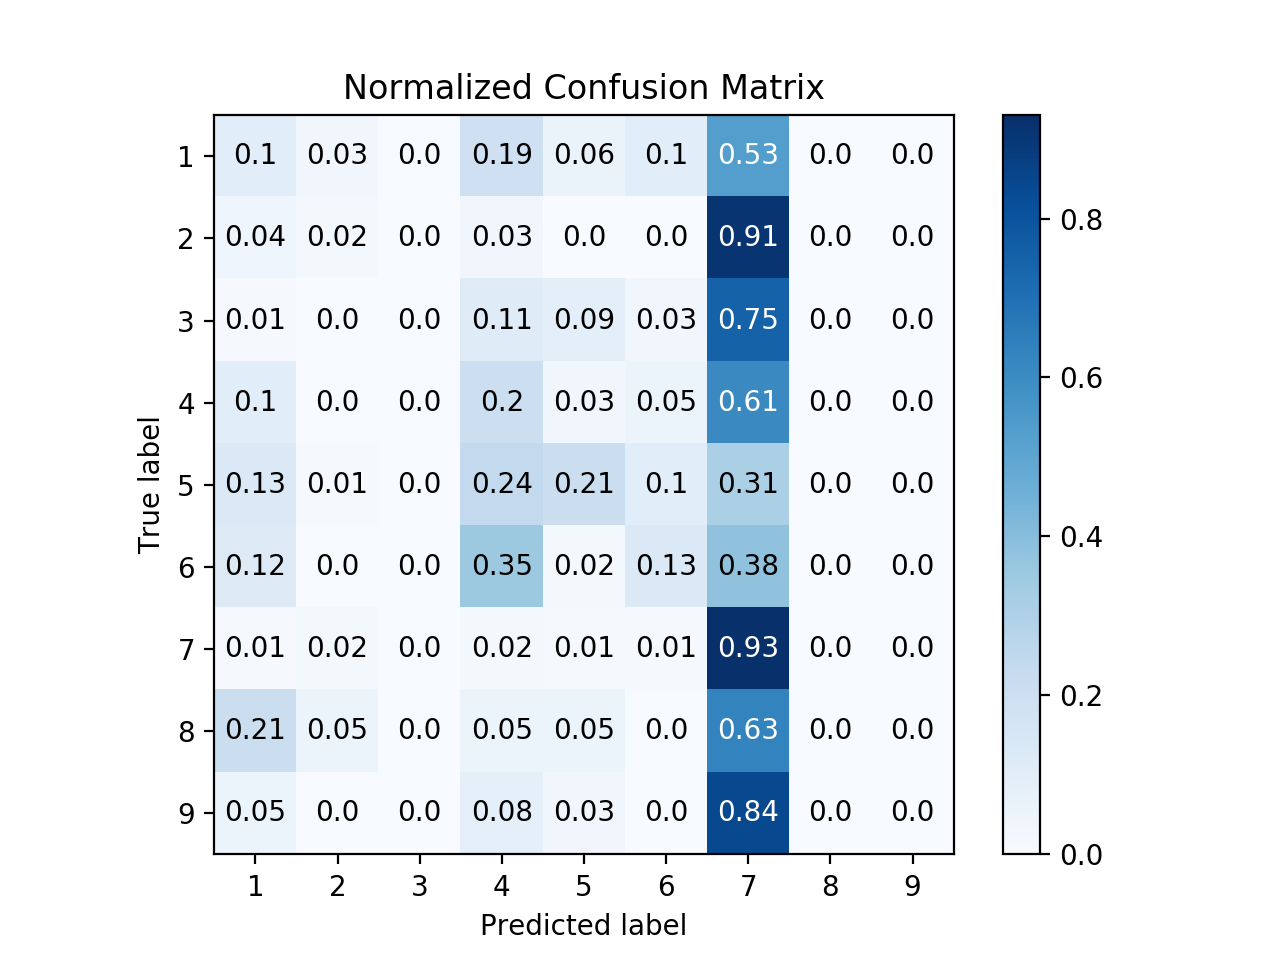 Normalized Confusion Matrix
1 0.1 0.03 0.0 0.19 0.06 0.1 0.53 0.0 0.0
2 0.04 0.02 0.0 0.03 0.0 0.0 0.91 0.0 0.0
3 0.01 0.0 0.0 0.11 0.09 0.03 0.75 0.0 0.0
4 0.1 0.0 0.0 0.2 0.03 0.05 0.61 0.0 0.0
5 0.13 0.01 0.0 0.24 0.21 0.1 0.31 0.0 0.0
6 0.12 0.0 0.0 0.35 0.02 0.13 0.38 0.0 0.0
7 0.01 0.02 0.0 0.02 0.01 0.01 0.93 0.0 0.0
8 0.21 0.05 0.0 0.05 0.05 0.0 0.63 0.0 0.0
9 0.05 0.0 0.0 0.08 0.03 0.0 0.84 0.0 0.0
1 2 3 4 5 6 7 8 9
Predicted label
True label
0.8
0.6
0.4
0.2
0.0